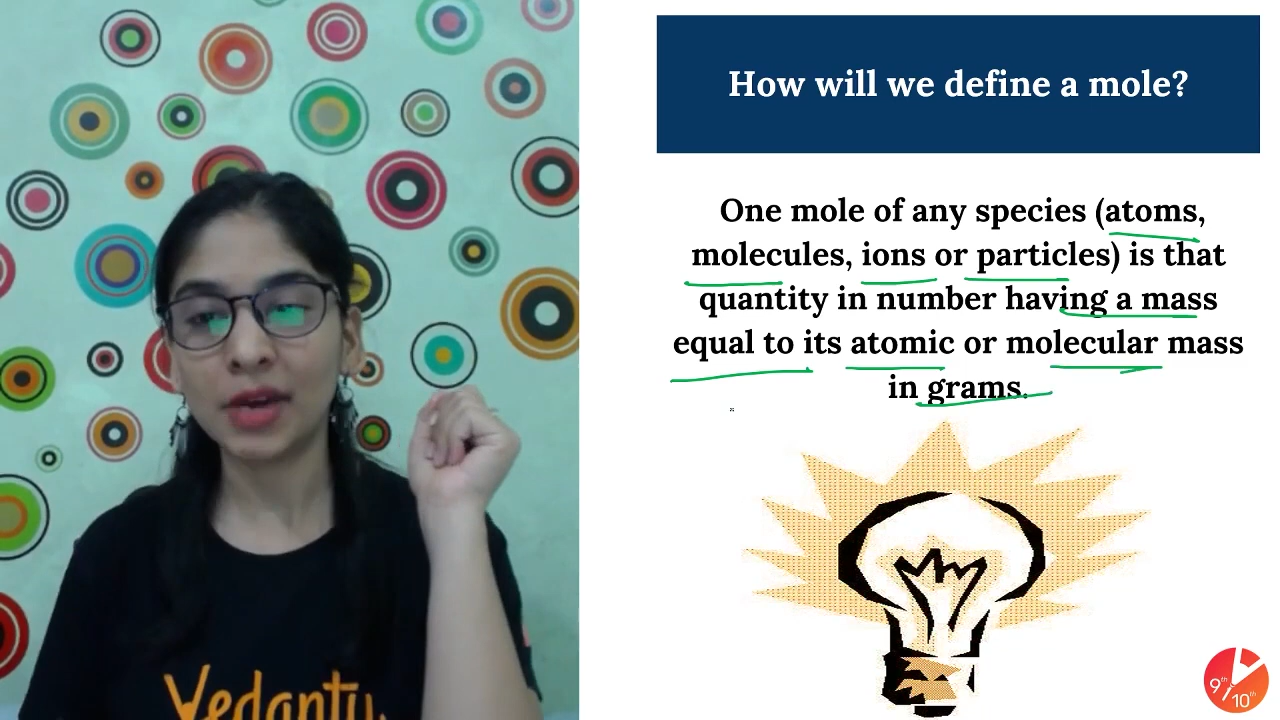 How will we define a mole?
One mole of any species (atoms,
molecules, ions or particles) is that
quantity in number having a mass
equal to its atomic or molecular mass
in grams.
Vedantu
9th
10th